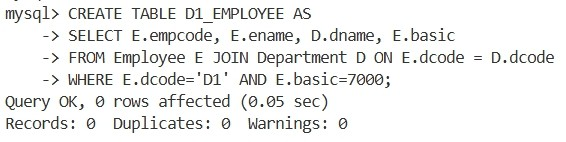 mysql> CREATE TABLE D1_EMPLOYEE AS
    -> SELECT E.empcode, E.ename, D.dname, E.basic
    -> FROM Employee E JOIN Department D ON E.dcode = D.dcode
    -> WHERE E.dcode='D1' AND E.basic=7000;
Query OK, 0 rows affected (0.05 sec)
Records: 0  Duplicates: 0  Warnings: 0